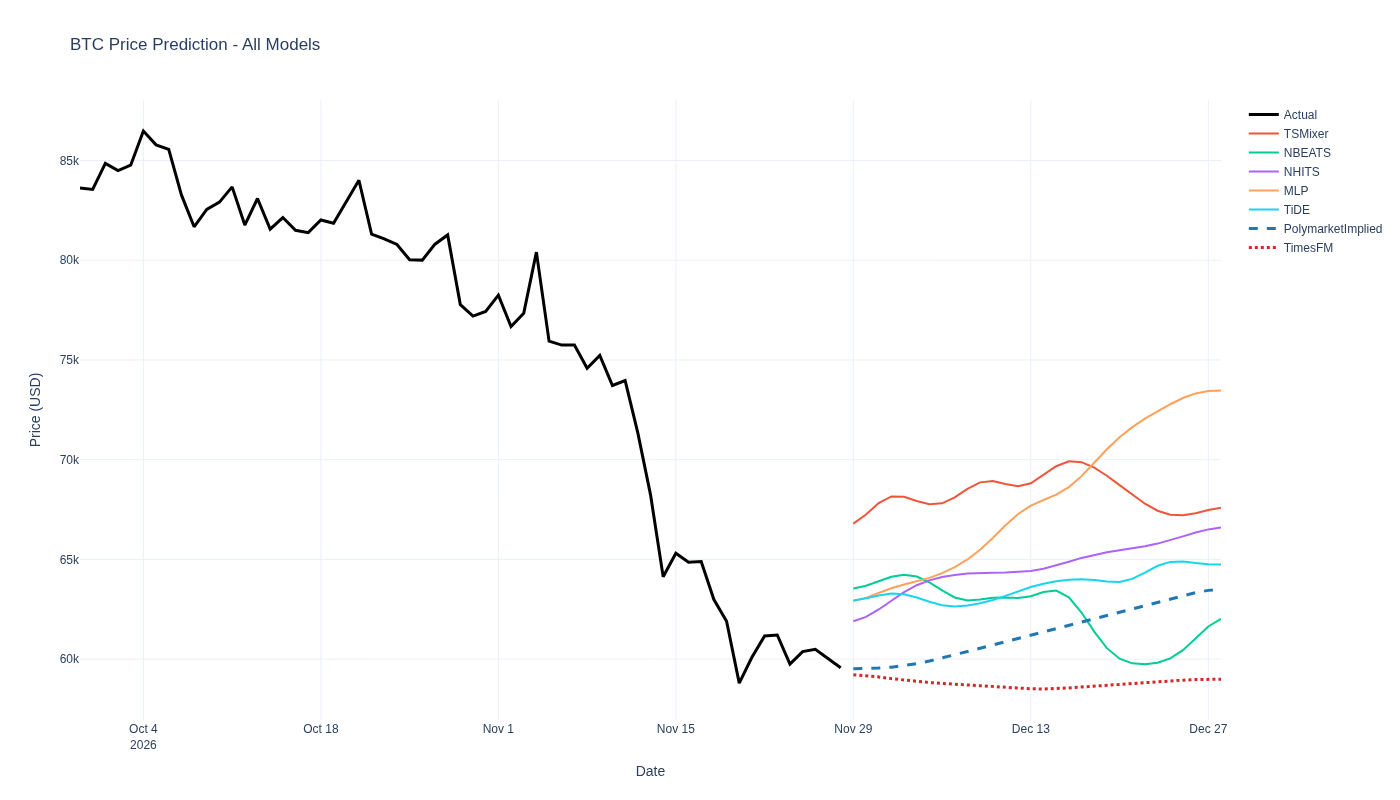 BTC Price Prediction - All Models
Actual
TSMixer
NBEATS
NHITS
MLP
TiDE
PolymarketImplied
TimesFM
85k
80k
75k
70k
65k
60k
Price (USD)
Oct 4
2026
Oct 18
Nov 1
Nov 15
Nov 29
Dec 13
Dec 27
Date